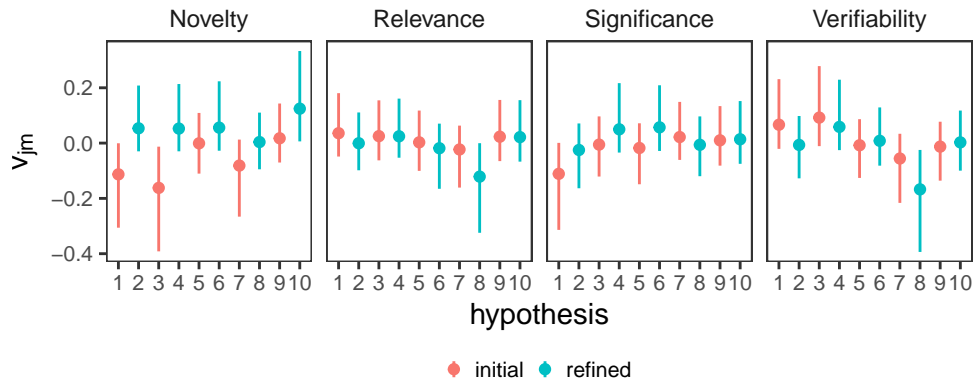 Novelty Relevance Significance Verifiability
0.2
0.0
−0.2
−0.4
vjm
1 2 3 4 5 6 7 8 9 10 1 2 3 4 5 6 7 8 9 10 1 2 3 4 5 6 7 8 9 10 1 2 3 4 5 6 7 8 9 10
hypothesis
initial refined